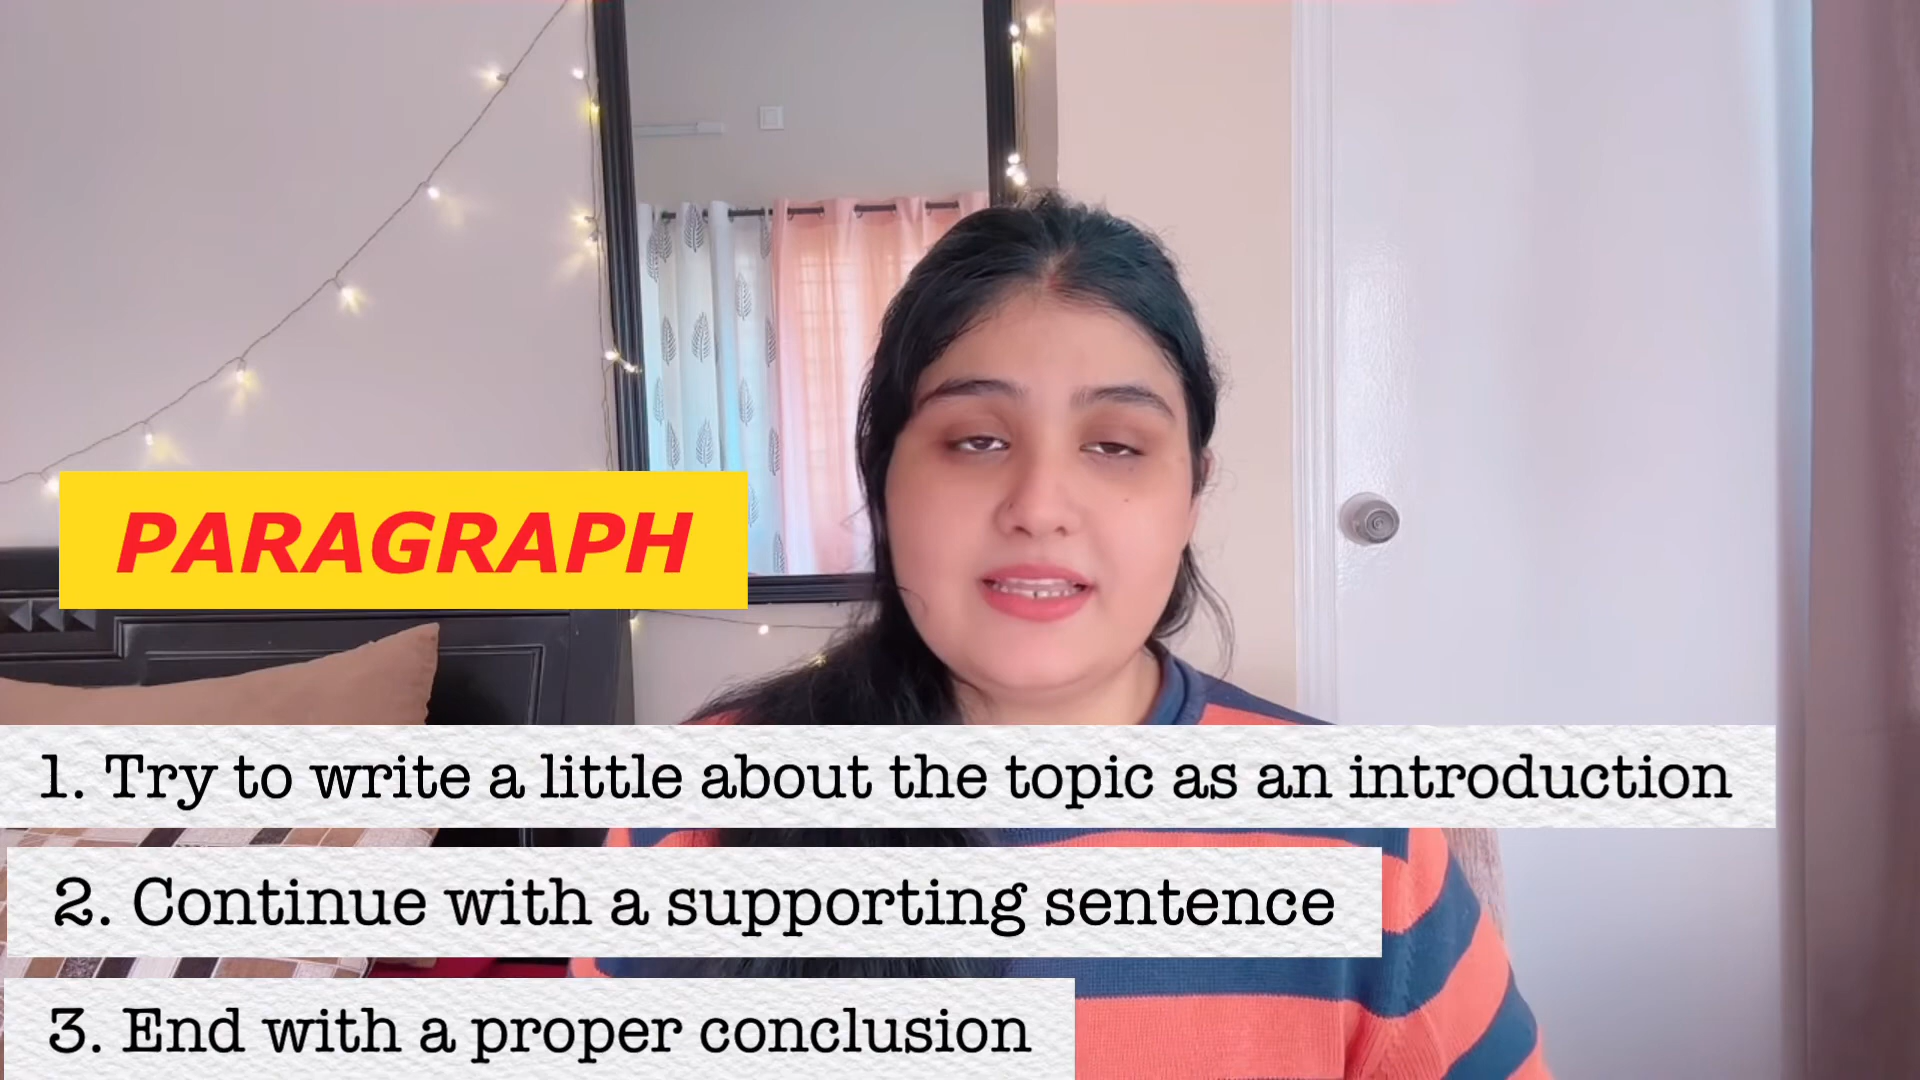 PARAGRAPH
1. Try to write a little about the topic as an introduction
2. Continue with a supporting sentence
3. End with a proper conclusion